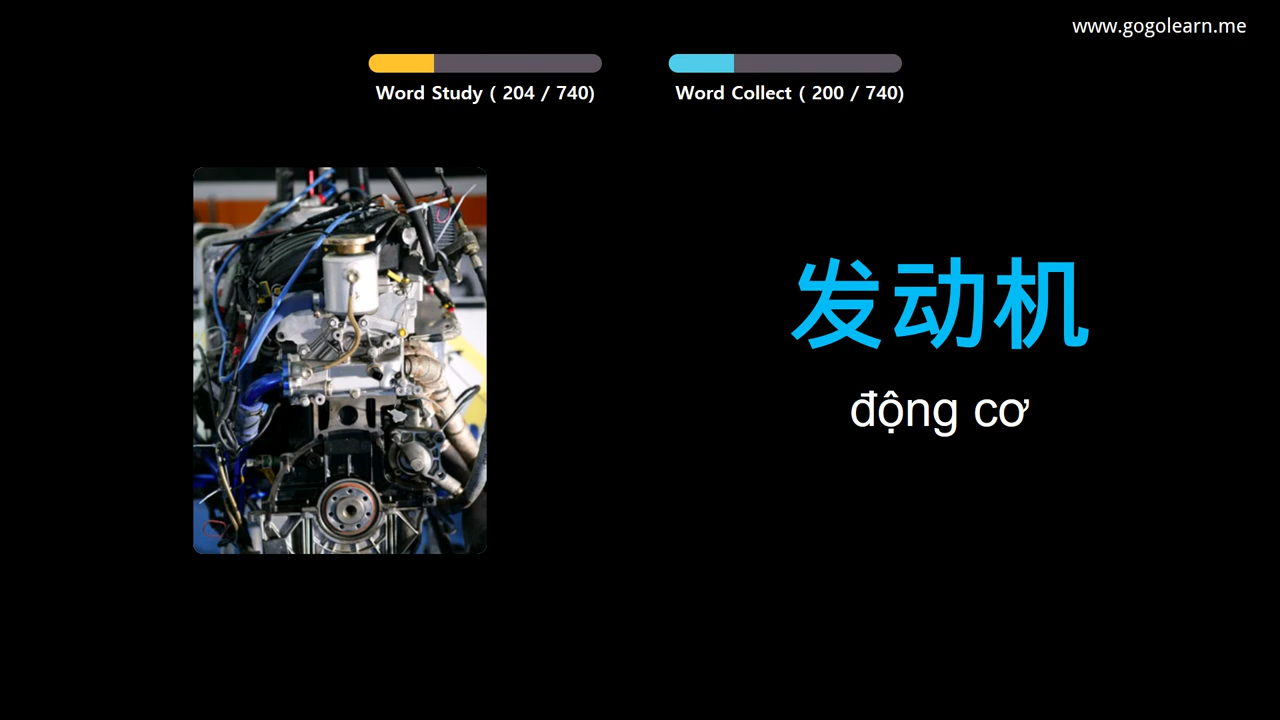 www.gogolearn.me
Word Study ( 204 / 740)
Word Collect ( 200 / 740)
发动机
động cơ